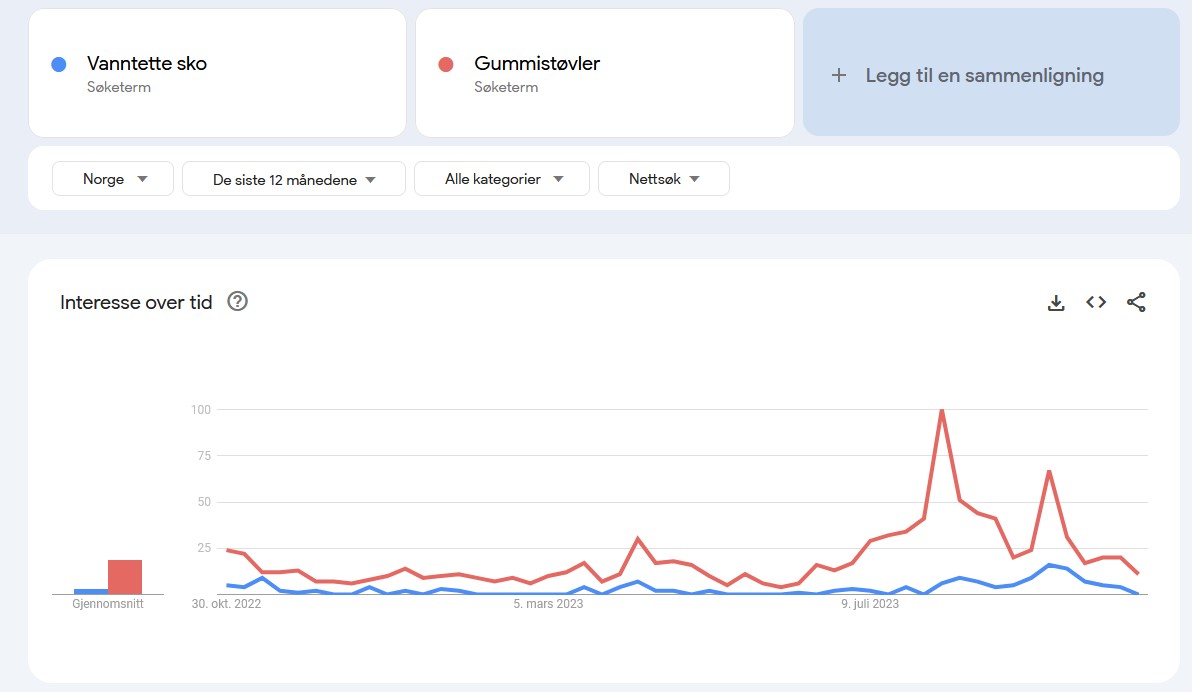 Vanntette sko
Søketerm
Gummistøvler
Søketerm
+ Legg til en sammenligning
Norge
De siste 12 månedene
Alle kategorier
Nettsøk
Interesse over tid
100
75
50
25
Gjennomsnitt
30. okt. 2022
5. mars 2023
9. juli 2023